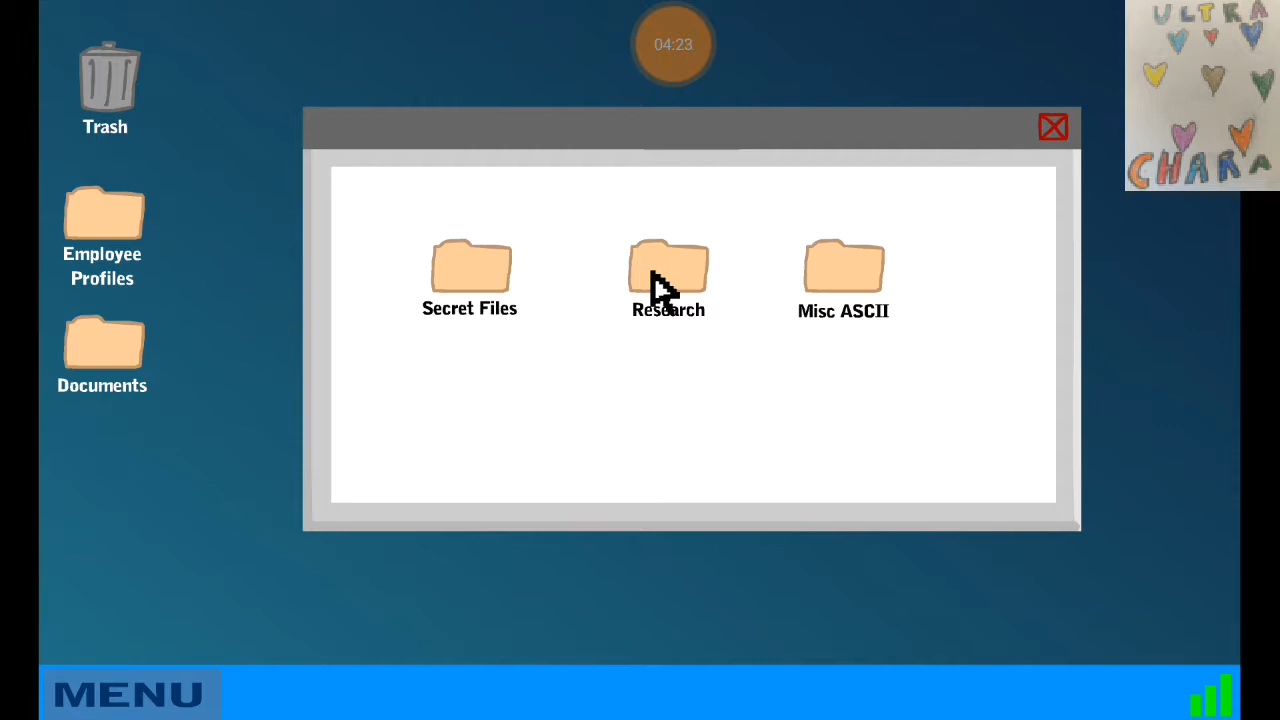 04:23
ULTRA
CHARA
Trash
Employee
Profiles
Documents
Secret Files
Research
Misc ASCII
MENU